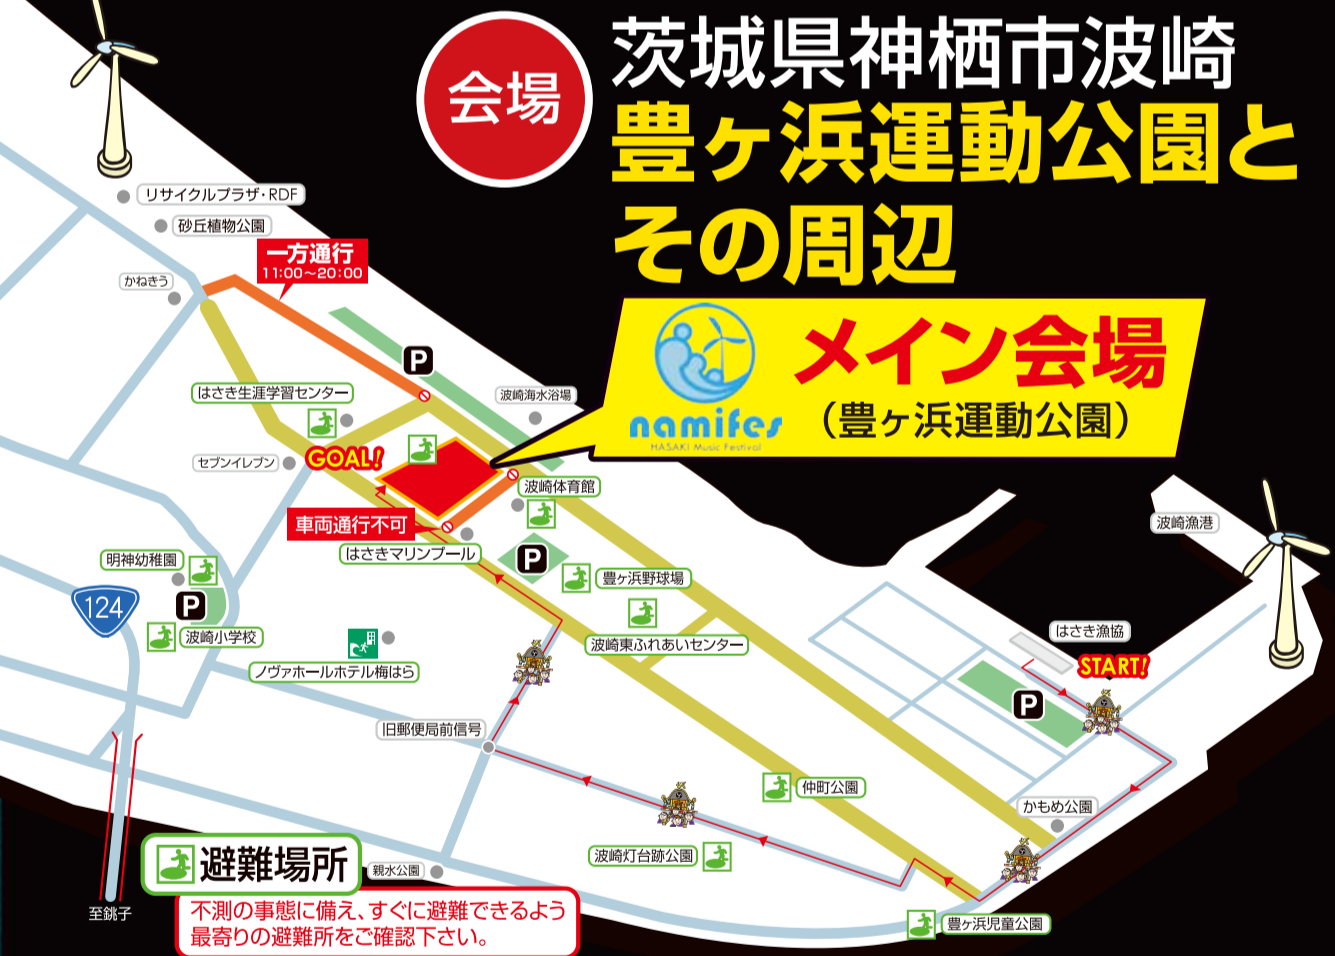 会場
茨城県神栖市波崎
豊ヶ浜運動公園と
その周辺
namifes
HASAKI Music Festival
メイン会場
（豊ヶ浜運動公園）
リサイクルプラザ・RDF
砂丘植物公園
一方通行
11:00～20:00
かねきう
P
はさき生涯学習センター
波崎海水浴場
セブンイレブン
GOAL!
波崎体育館
車両通行不可
はさきマリンプール
P
豊ヶ浜野球場
波崎漁港
明神幼稚園
124
P
波崎小学校
ノヴァホールホテル梅はら
波崎東ふれあいセンター
はさき漁協
START!
P
旧郵便局前信号
仲町公園
かもめ公園
波崎灯台跡公園
親水公園
豊ヶ浜児童公園
至銚子
避難場所
不測の事態に備え、すぐに避難できるよう
最寄りの避難所をご確認下さい。